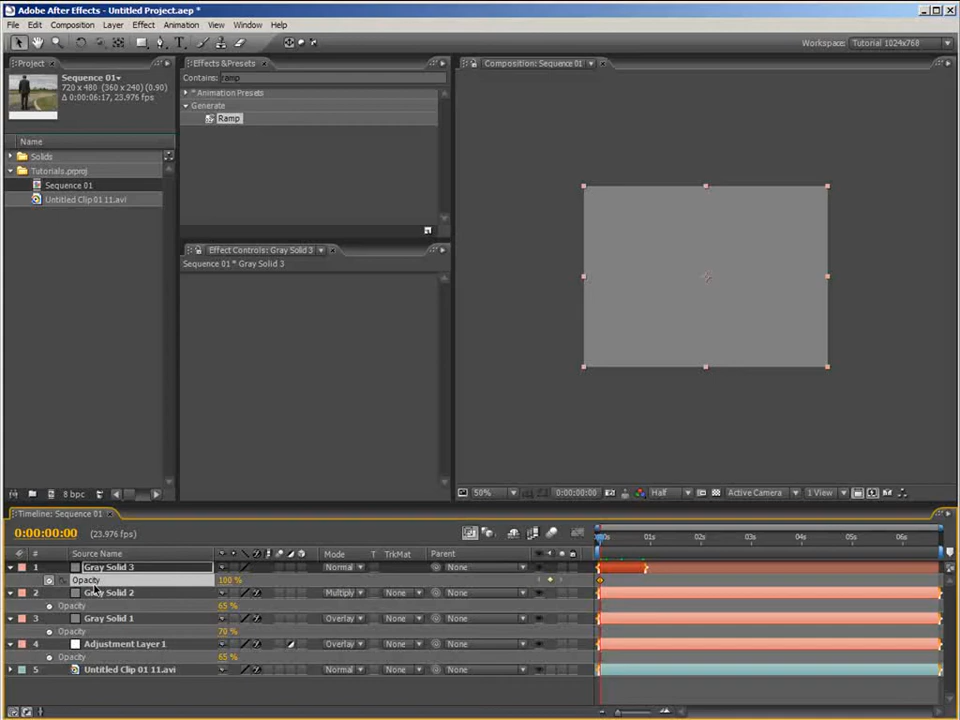 Adobe After Effects - Untitled Project.aep *
File Edit Composition Layer Effect Animation View Window Help
Workspace: Tutorial 1024x768
Project
Sequence 01
720 x 480 (360 x 240) (0.90)
Δ 0:00:06:17, 23.976 fps
Name
Solids
Tutorials.prproj
Sequence 01
Untitled Clip 01 11.avi
8 bpc
Effects & Presets
Contains: ramp
* Animation Presets
Generate
Ramp
Effect Controls: Gray Solid 3
Sequence 01 * Gray Solid 3
Composition: Sequence 01
50% 0:00:00:00 Half Active Camera 1 View
Timeline: Sequence 01
0:00:00:00 (23.976 fps)
01s 02s 03s 04s 05s 06s
# Source Name Mode T TrkMat Parent
1 Gray Solid 3 Normal None
Opacity 100 %
2 Gray Solid 2 Multiply None None
Opacity 65 %
3 Gray Solid 1 Overlay None None
Opacity 70 %
4 Adjustment Layer 1 Overlay None None
Opacity 65 %
5 Untitled Clip 01 11.avi Normal None None